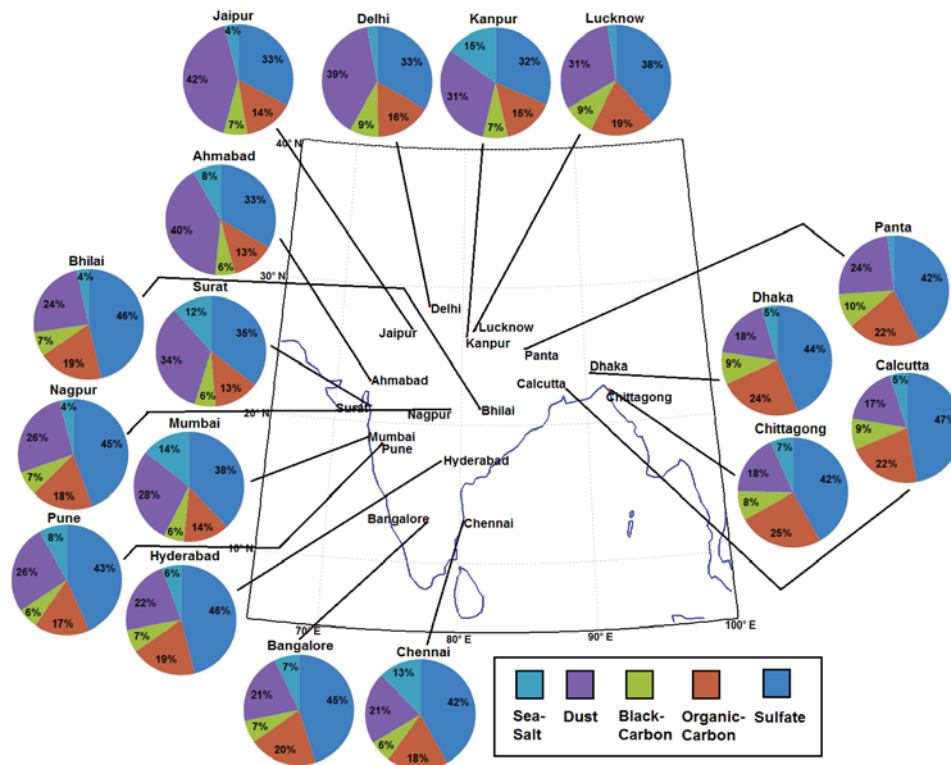 Jaipur
4%
33%
42%
14%
7%
Delhi
33%
39%
16%
9%
Kanpur
15%
32%
31%
15%
7%
Lucknow
31%
38%
9%
19%
40° N
Ahmabad
8%
33%
40%
13%
6%
Panta
24%
42%
10%
22%
Bhilai
4%
24%
46%
7%
19%
30° N
Surat
12%
35%
34%
13%
6%
Delhi
Jaipur
Lucknow
Kanpur
Panta
Dhaka
5%
18%
44%
9%
24%
Ahmabad
Dhaka
Calcutta
Chittagong
Surat
Nagpur
Bhilai
20° N
Calcutta
5%
17%
47%
9%
22%
Nagpur
4%
26%
45%
7%
18%
Mumbai
14%
38%
28%
14%
6%
Mumbai
Pune
Hyderabad
Chittagong
7%
18%
42%
8%
25%
Bangalore
Chennai
Pune
8%
26%
43%
6%
17%
10° N
Hyderabad
6%
22%
46%
7%
19%
70° E
80° E
90° E
100° E
Bangalore
7%
21%
45%
7%
20%
Chennai
13%
21%
42%
6%
18%
Sea-Salt
Dust
Black-Carbon
Organic-Carbon
Sulfate